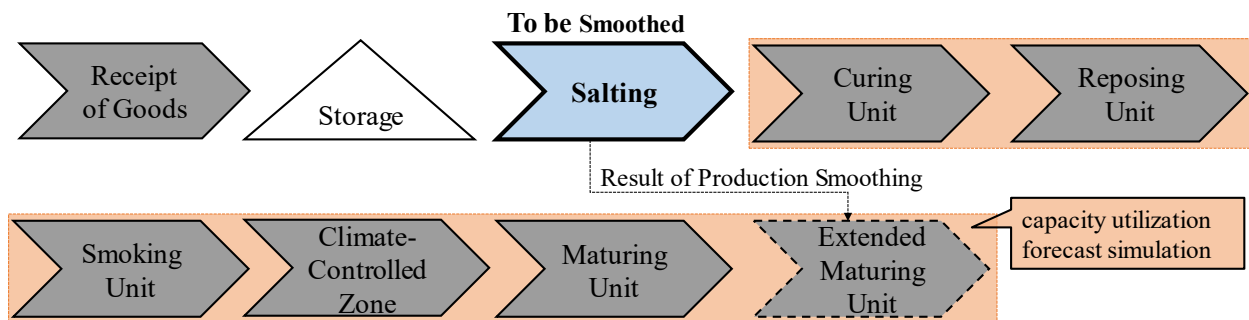 To be Smoothed
Receipt
of Goods
Storage
Salting
Curing
Unit
Reposing
Unit
Result of Production Smoothing
Smoking
Unit
Climate-
Controlled
Zone
Maturing
Unit
Extended
Maturing
Unit
capacity utilization
forecast simulation